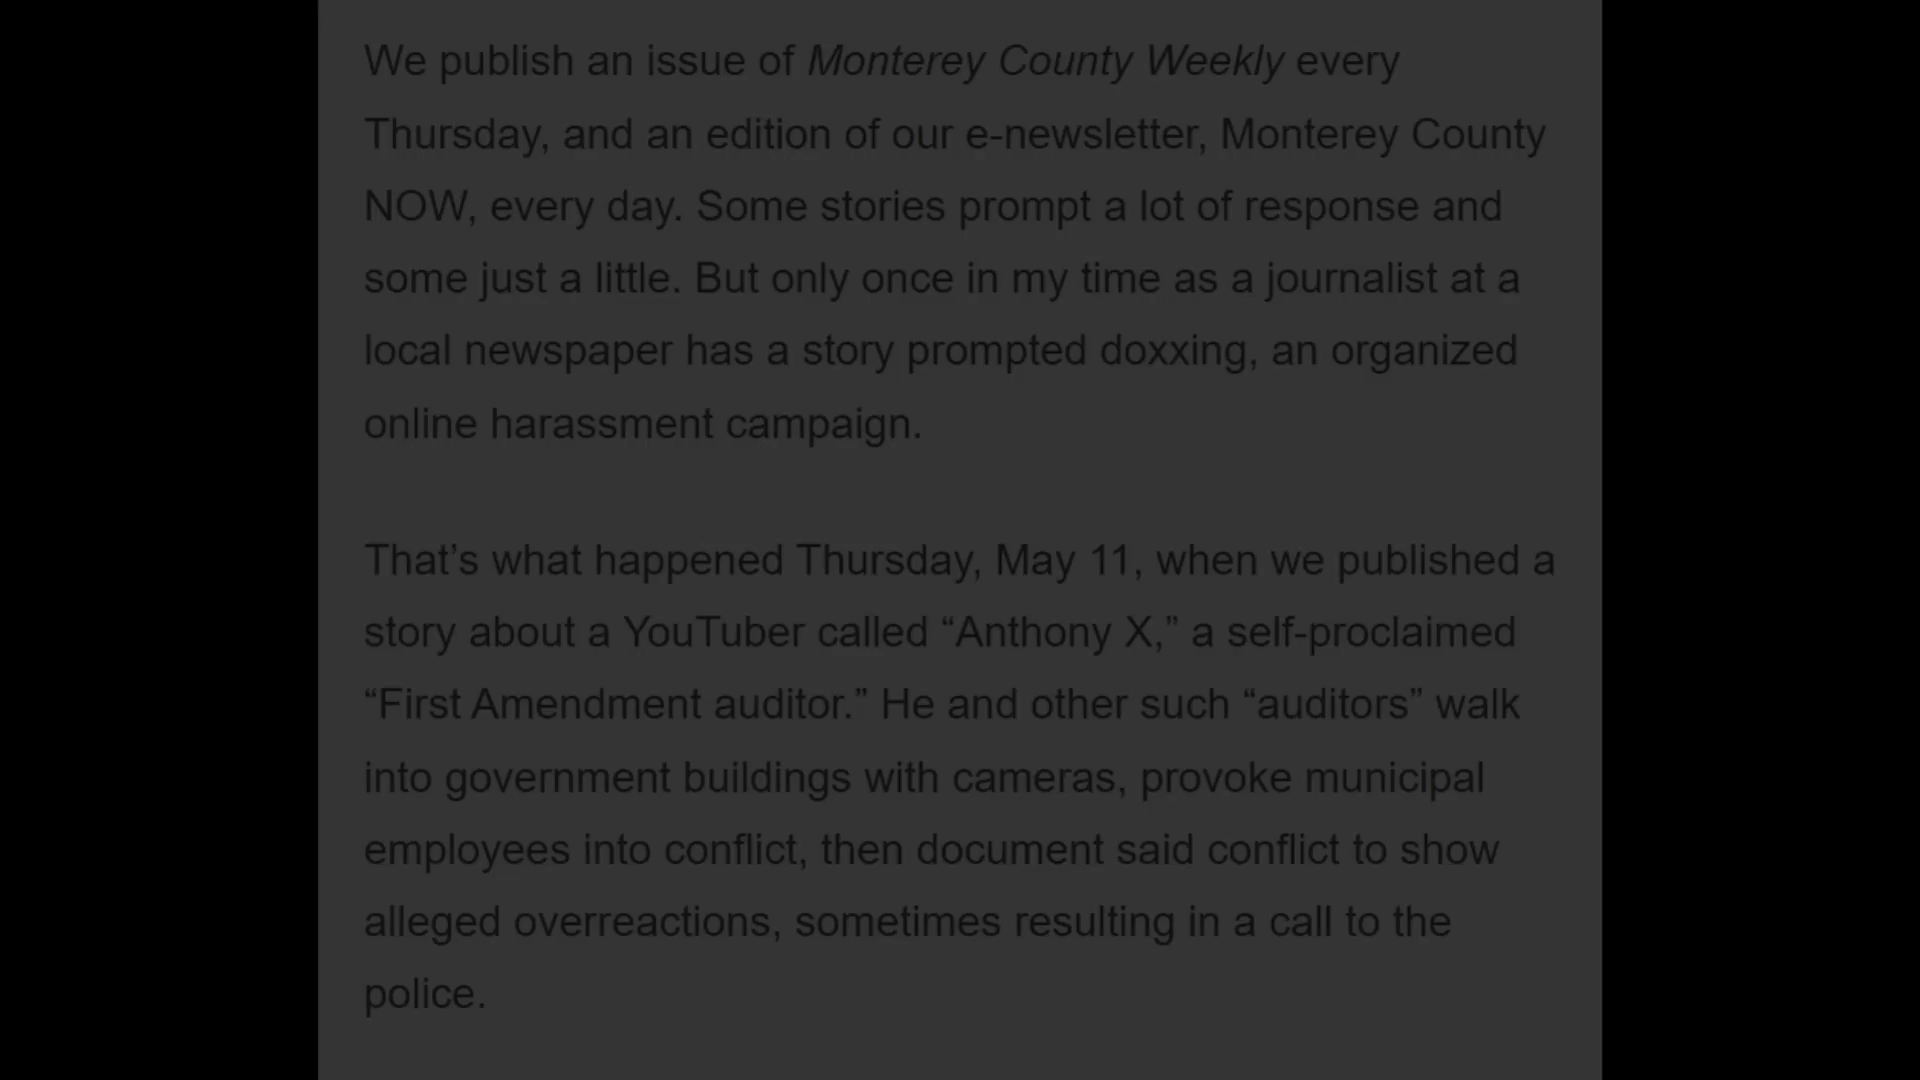 We publish an issue of Monterey County Weekly every
Thursday, and an edition of our e-newsletter, Monterey County
NOW, every day. Some stories prompt a lot of response and
some just a little. But only once in my time as a journalist at a
local newspaper has a story prompted doxxing, an organized
online harassment campaign.
That’s what happened Thursday, May 11, when we published a
story about a YouTuber called “Anthony X,” a self-proclaimed
“First Amendment auditor.” He and other such “auditors” walk
into government buildings with cameras, provoke municipal
employees into conflict, then document said conflict to show
alleged overreactions, sometimes resulting in a call to the
police.